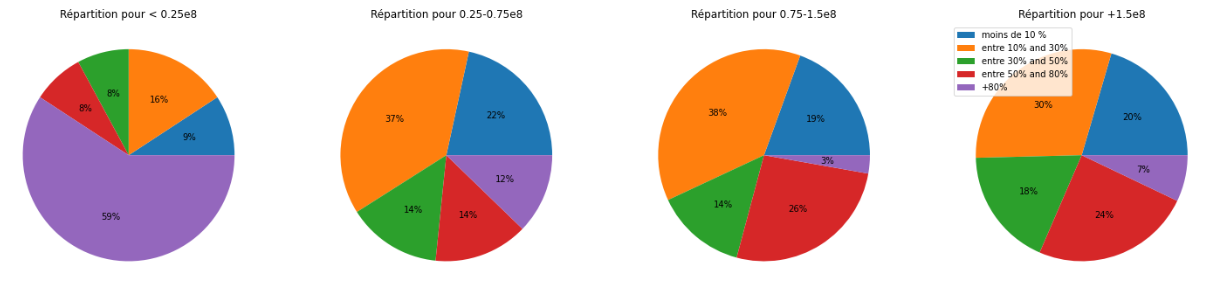 Répartition pour < 0.25e8
8%
16%
8%
9%
59%
Répartition pour 0.25-0.75e8
37%
22%
12%
14%
14%
Répartition pour 0.75-1.5e8
38%
19%
3%
14%
26%
Répartition pour +1.5e8
moins de 10 %
entre 10% and 30%
entre 30% and 50%
entre 50% and 80%
+80%
30%
20%
7%
18%
24%